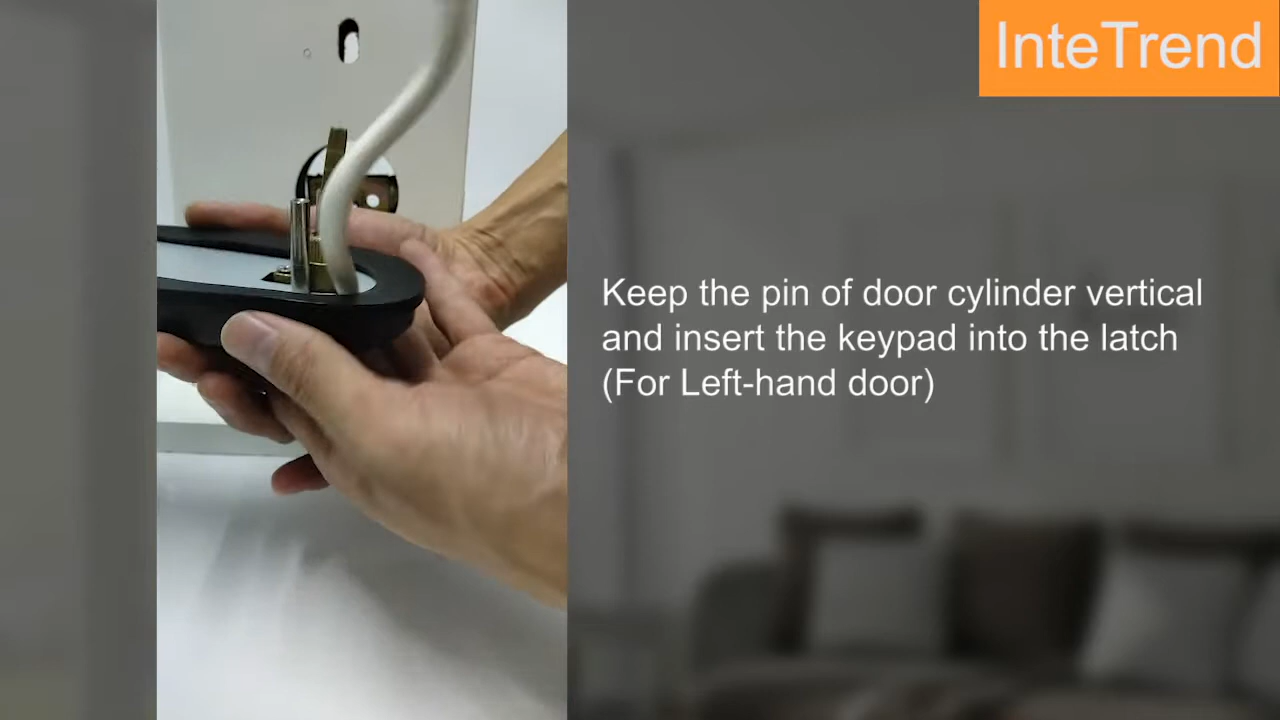 InteTrend
Keep the pin of door cylinder vertical
and insert the keypad into the latch
(For Left-hand door)